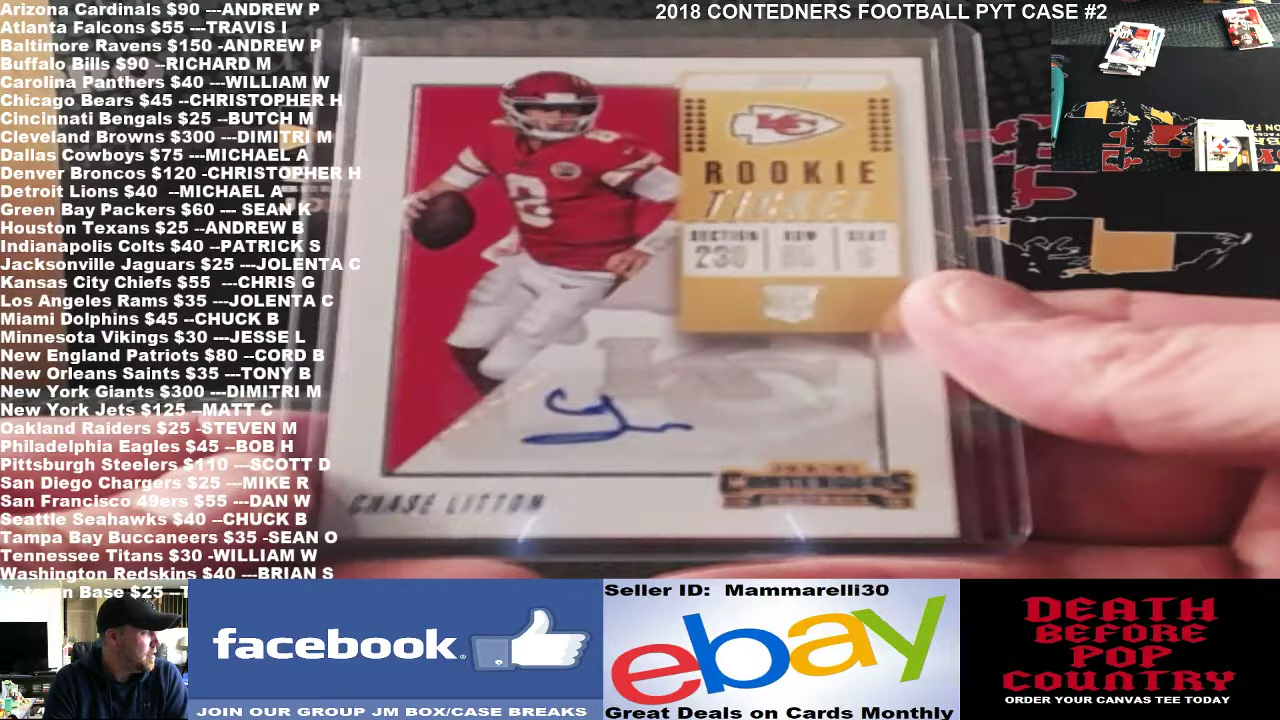 Arizona Cardinals $90 ---ANDREW P
Atlanta Falcons $55 ---TRAVIS I
Baltimore Ravens $150 -ANDREW P
Buffalo Bills $90 --RICHARD M
Carolina Panthers $40 ---WILLIAM W
Chicago Bears $45 --CHRISTOPHER H
Cincinnati Bengals $25 --BUTCH M
Cleveland Browns $300 ---DIMITRI M
Dallas Cowboys $75 ---MICHAEL A
Denver Broncos $120 -CHRISTOPHER H
Detroit Lions $40 --MICHAEL A
Green Bay Packers $60 --- SEAN K
Houston Texans $25 --ANDREW B
Indianapolis Colts $40 --PATRICK S
Jacksonville Jaguars $25 ---JOLENTA C
Kansas City Chiefs $55 ---CHRIS G
Los Angeles Rams $35 ---JOLENTA C
Miami Dolphins $45 --CHUCK B
Minnesota Vikings $30 ---JESSE L
New England Patriots $80 --CORD B
New Orleans Saints $35 ---TONY B
New York Giants $300 ---DIMITRI M
New York Jets $125 --MATT C
Oakland Raiders $25 -STEVEN M
Philadelphia Eagles $45 --BOB H
Pittsburgh Steelers $110 ---SCOTT D
San Diego Chargers $25 ---MIKE R
San Francisco 49ers $55 ---DAN W
Seattle Seahawks $40 --CHUCK B
Tampa Bay Buccaneers $35 -SEAN O
Tennessee Titans $30 -WILLIAM W
Washington Redskins $40 ---BRIAN S
Veteran Base $25 --T
2018 CONTEDNERS FOOTBALL PYT CASE #2
KC
ROOKIE
TICKET
SECTION ROW SEAT
230
2
CHASE LITTON
PANINI
CONTENDERS
facebook
JOIN OUR GROUP JM BOX/CASE BREAKS
Seller ID: Mammarelli30
ebay
Great Deals on Cards Monthly
DEATH
BEFORE
POP
COUNTRY
ORDER YOUR CANVAS TEE TODAY